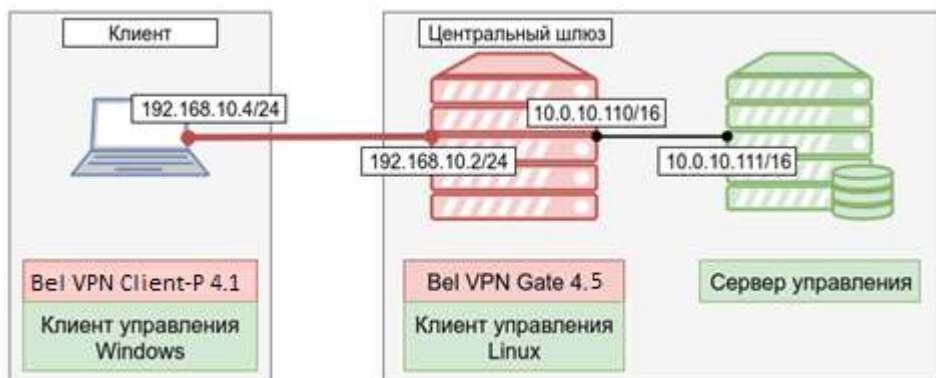 Клиент
Центральный шлюз
192.168.10.4/24
10.0.10.110/16
192.168.10.2/24
10.0.10.111/16
Bel VPN Client-P 4.1
Bel VPN Gate 4.5
Сервер управления
Клиент управления
Windows
Клиент управления
Linux